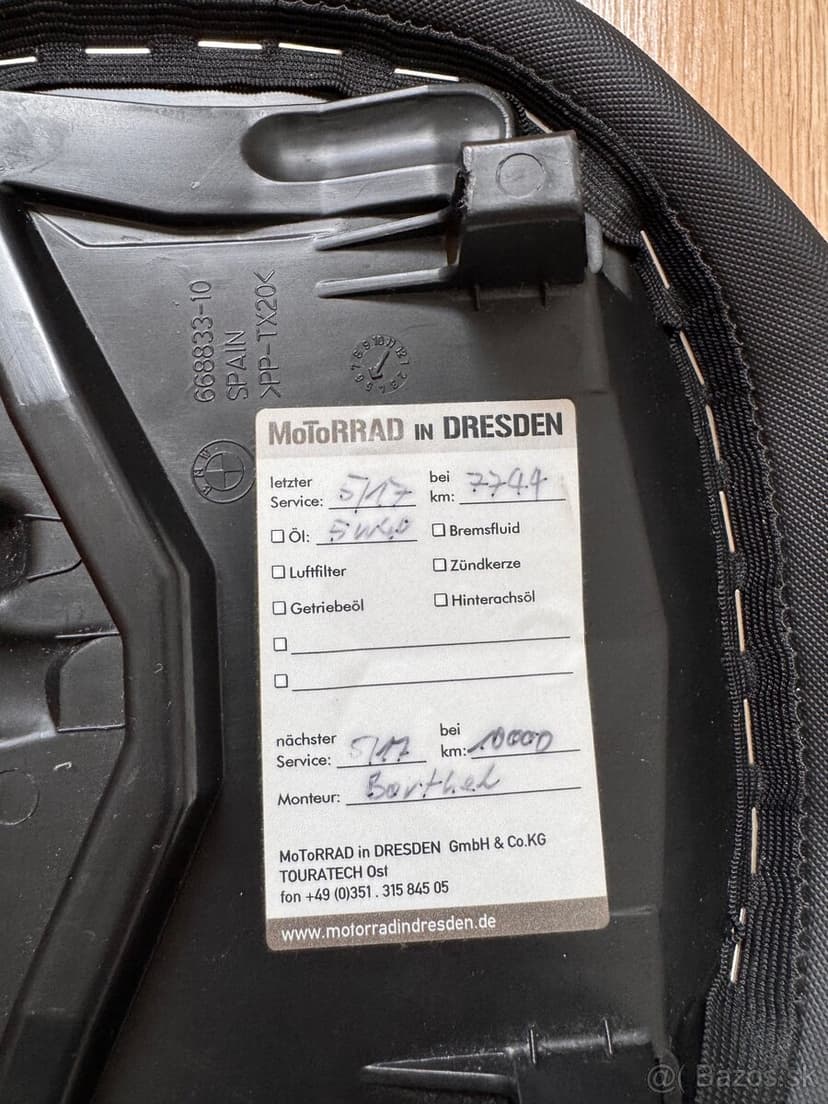 668833-10
SPAIN
>PP-TX20<
BMW
MoToRRAD IN DRESDEN
letzter Service: 5/17 bei km: 7744
Öl: 5W40 Bremsfluid
Luftfilter Zündkerze
Getriebeöl Hinterachsöl
nächster Service: 5/17 bei km: 10000
Monteur: Barthel
MoToRRAD in DRESDEN GmbH & Co.KG
TOURATECH Ost
fon +49 (0)351 . 315 845 05
www.motorradindresden.de
Bazos.sk